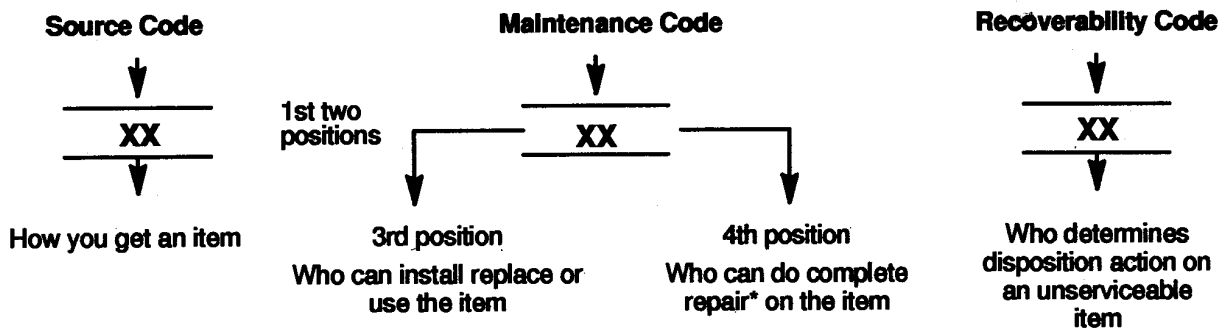 Source Code
XX
How you get an item
1st two
positions
Maintenance Code
XX
3rd position
Who can install replace or
use the item
4th position
Who can do complete
repair* on the item
Recoverability Code
XX
Who determines
disposition action on
an unserviceable
item